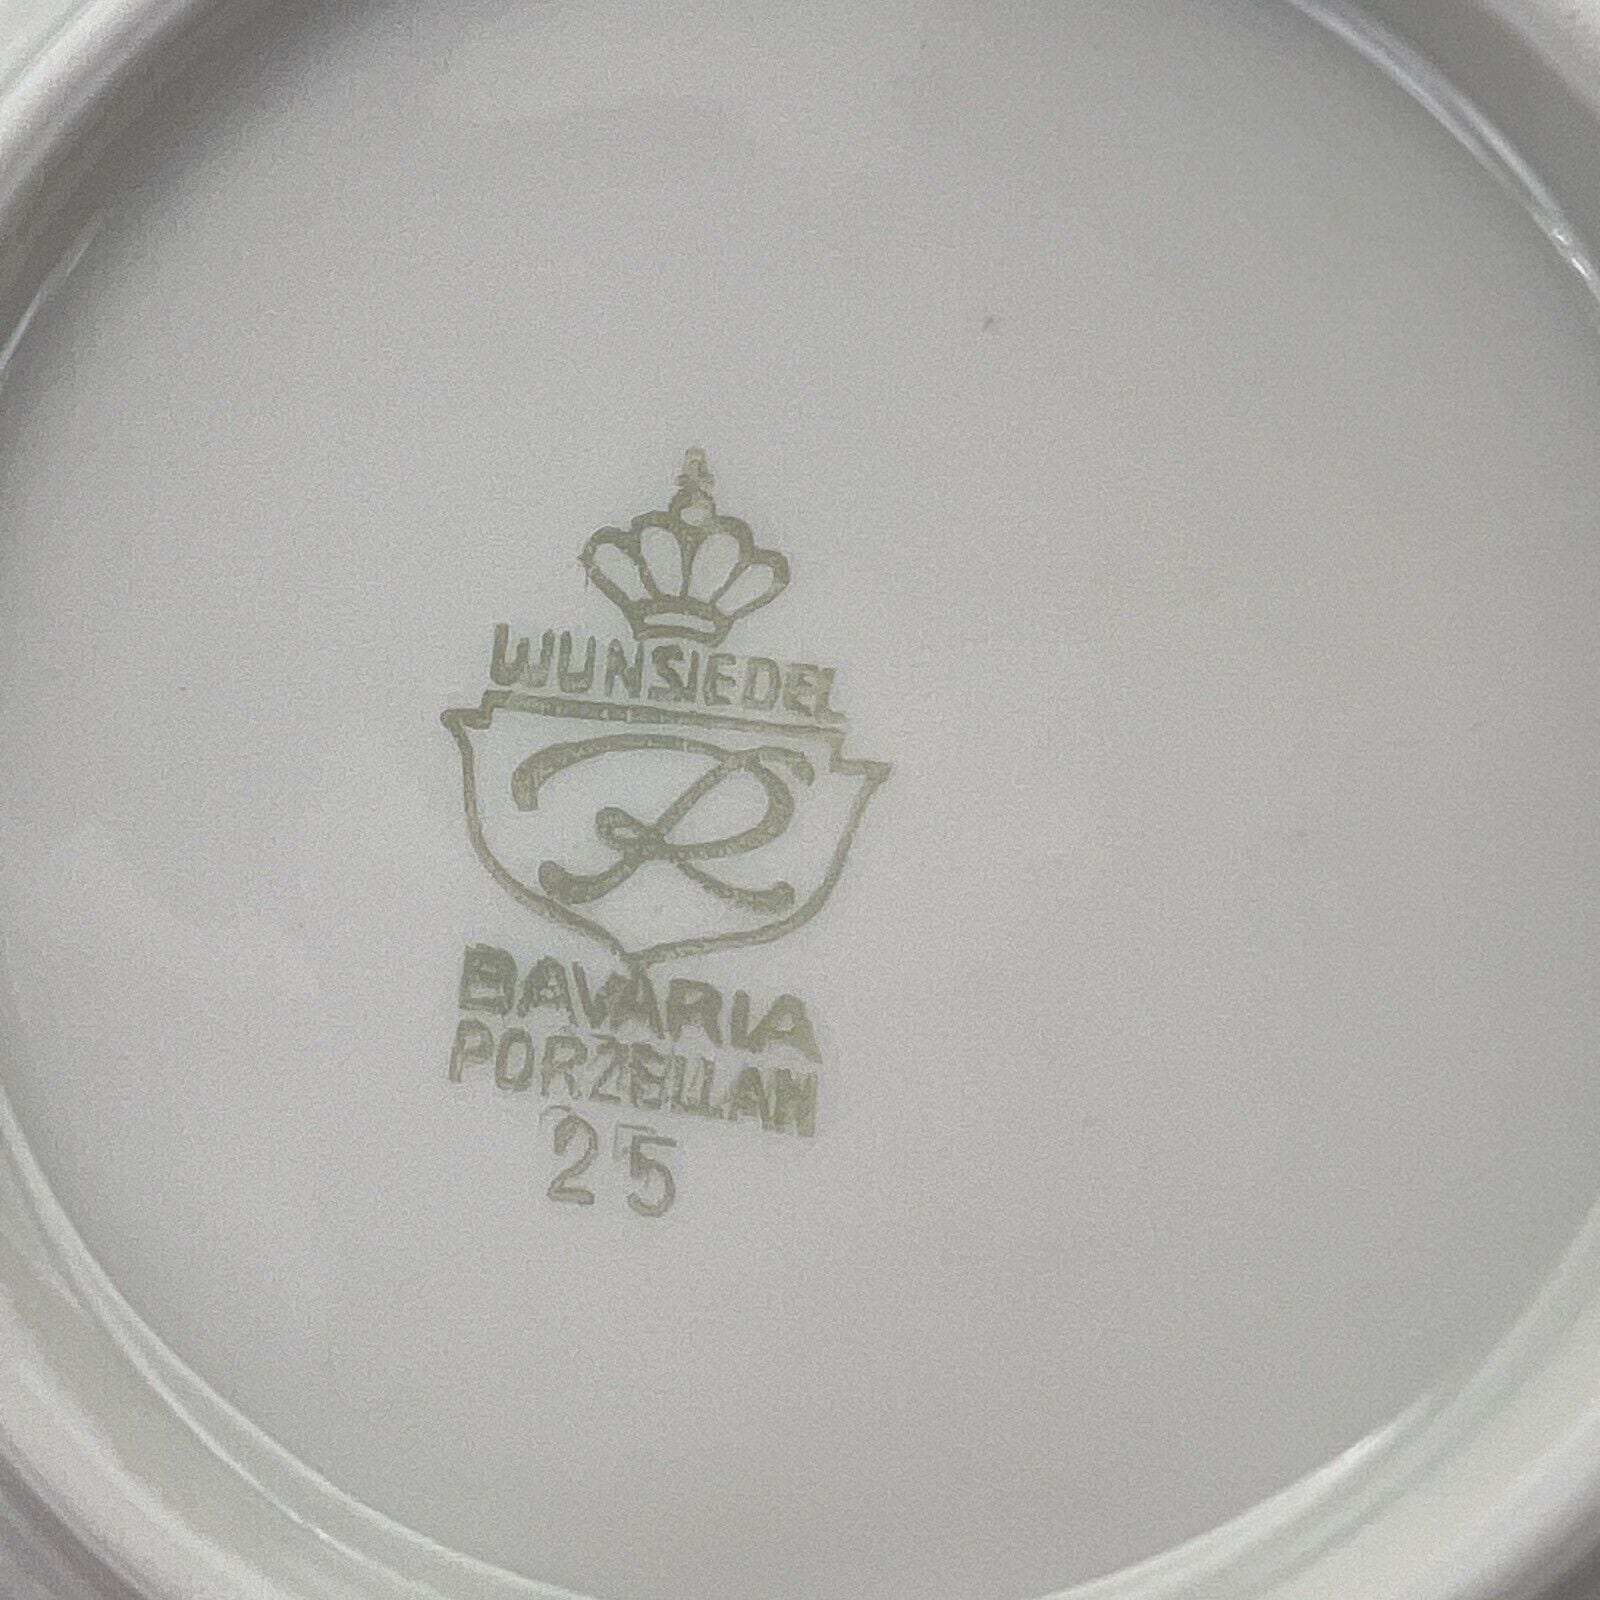 WUNSIEDEL
R
BAVARIA
PORZELLAN
25